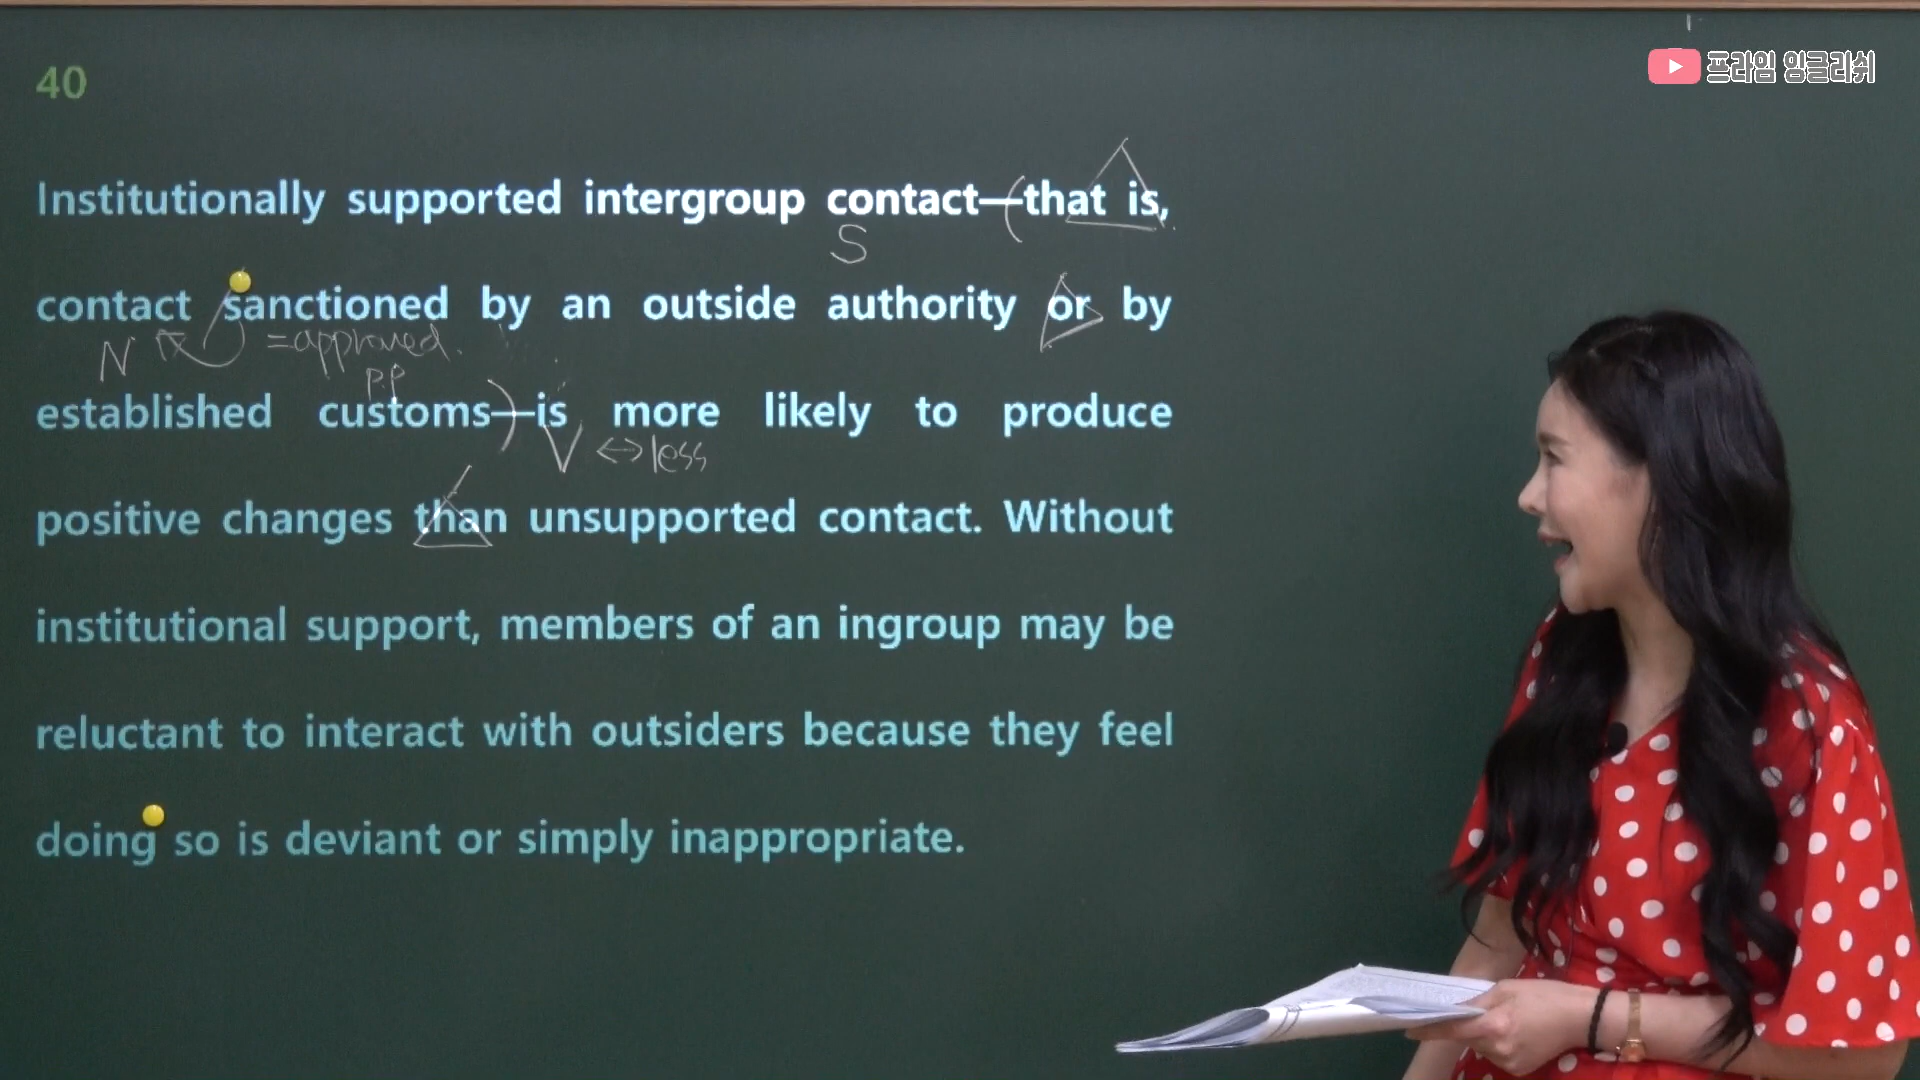 프라임 잉글리쉬
40
Institutionally supported intergroup contact—(that is,
S
contact sanctioned by an outside authority or by
N =approved.
p.p
established customs)—is more likely to produce
V ↔less
positive changes than unsupported contact. Without
institutional support, members of an ingroup may be
reluctant to interact with outsiders because they feel
doing so is deviant or simply inappropriate.